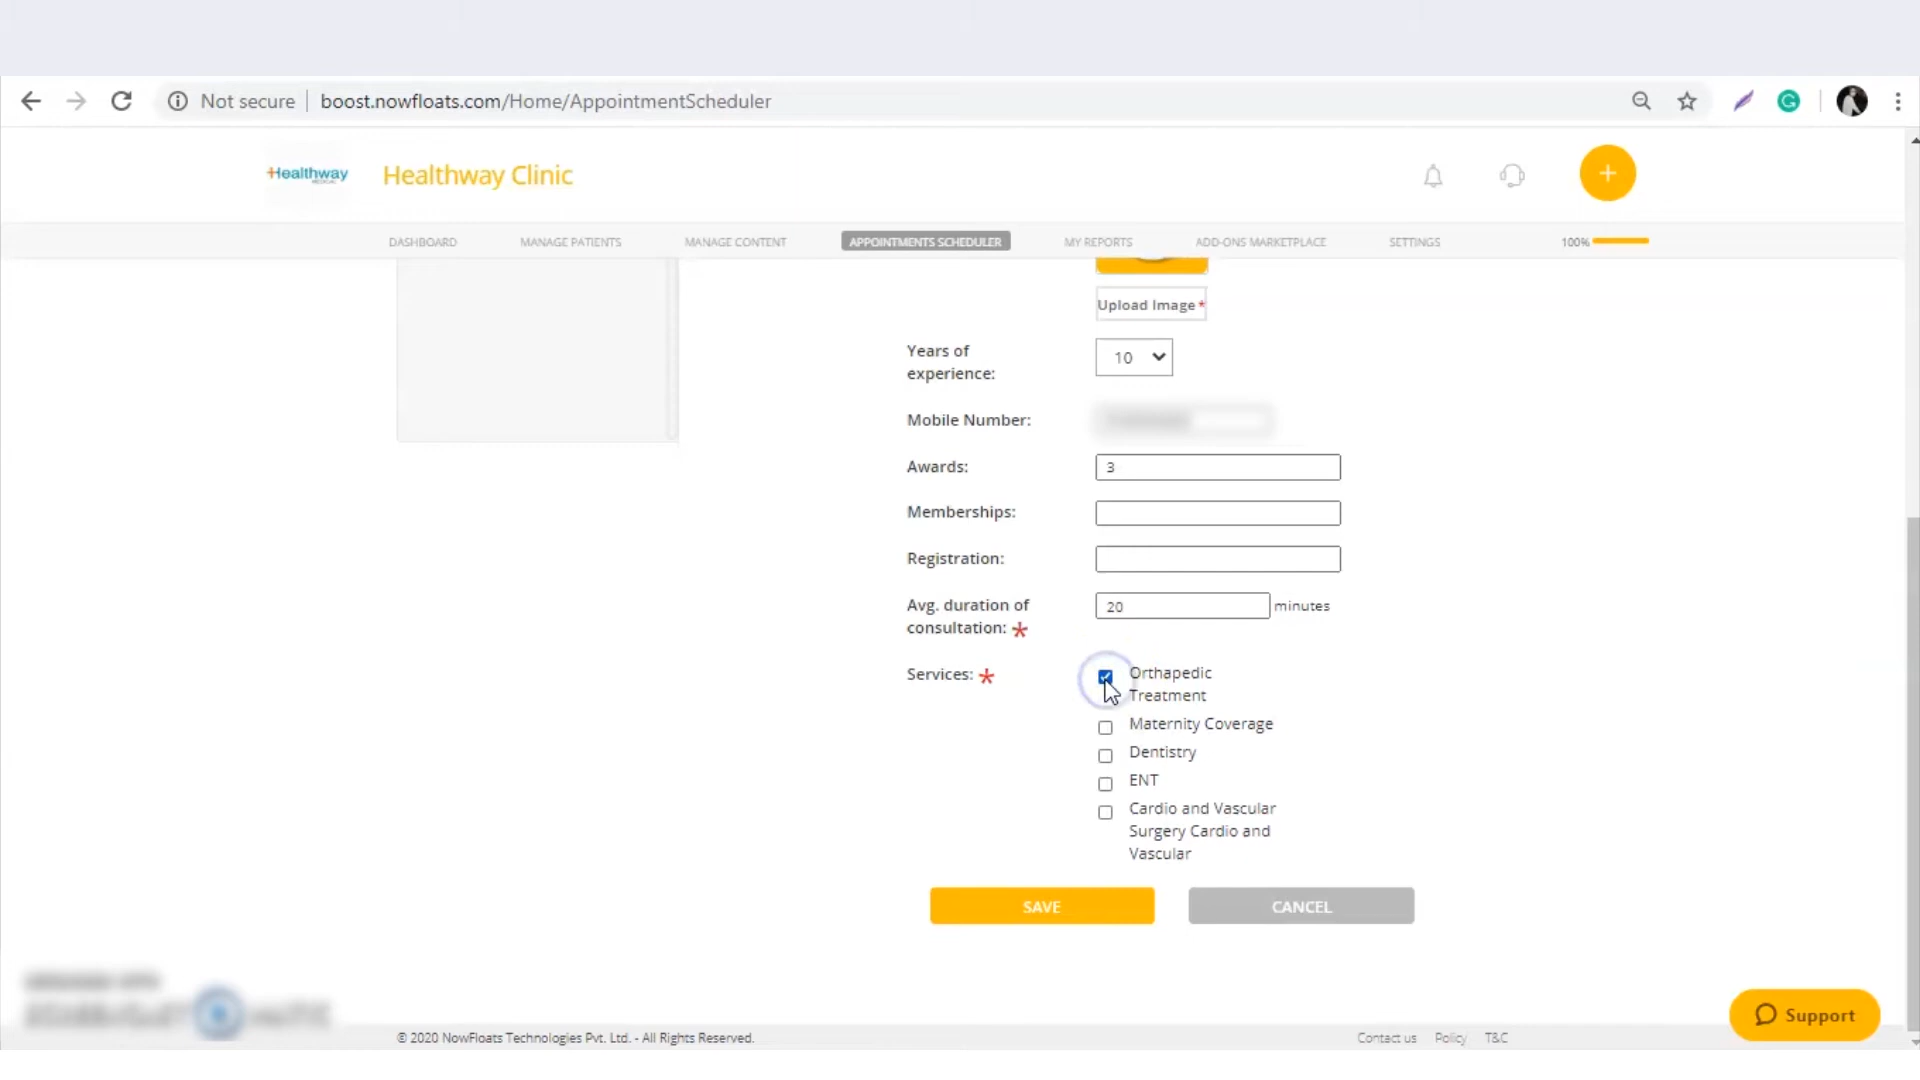 Not secure
boost.nowfloats.com/Home/AppointmentScheduler
Healthway
Healthway Clinic
DASHBOARD
MANAGE PATIENTS
MANAGE CONTENT
APPOINTMENTS SCHEDULER
MY REPORTS
ADD-ONS MARKETPLACE
SETTINGS
100%
Upload Image*
Years of
experience:
10
Mobile Number:
Awards:
3
Memberships:
Registration:
Avg. duration of
consultation: *
20
minutes
Services: *
Orthapedic
Treatment
Maternity Coverage
Dentistry
ENT
Cardio and Vascular
Surgery Cardio and
Vascular
SAVE
CANCEL
Support
© 2020 NowFloats Technologies Pvt. Ltd. - All Rights Reserved.
Contact us
Policy
T&C